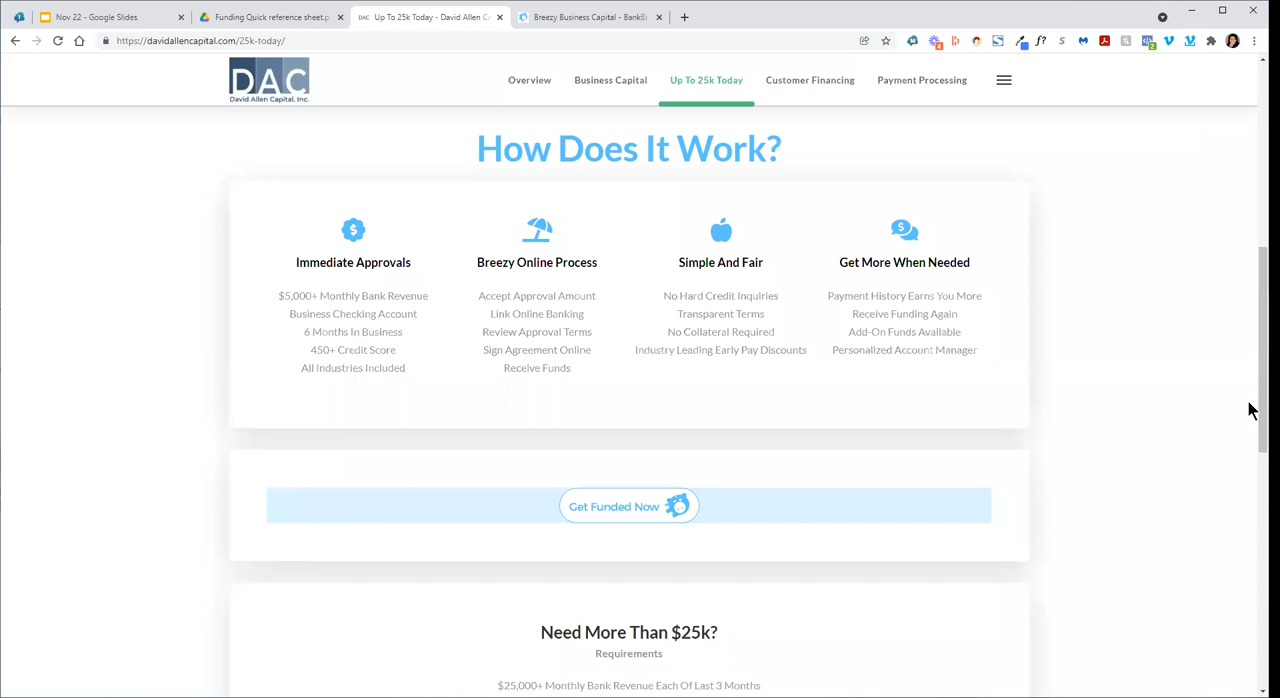 Nov 22 - Google Slides
Funding Quick reference sheet.p
DAC
Up To 25k Today - David Allen C
Breezy Business Capital - BankBr
https://davidallencapital.com/25k-today/
4
f?
S
2
DAC
David Allen Capital, Inc.
Overview
Business Capital
Up To 25k Today
Customer Financing
Payment Processing
How Does It Work?
Immediate Approvals
$5,000+ Monthly Bank Revenue
Business Checking Account
6 Months In Business
450+ Credit Score
All Industries Included
Breezy Online Process
Accept Approval Amount
Link Online Banking
Review Approval Terms
Sign Agreement Online
Receive Funds
Simple And Fair
No Hard Credit Inquiries
Transparent Terms
No Collateral Required
Industry Leading Early Pay Discounts
Get More When Needed
Payment History Earns You More
Receive Funding Again
Add-On Funds Available
Personalized Account Manager
Get Funded Now
Need More Than $25k?
Requirements
$25,000+ Monthly Bank Revenue Each Of Last 3 Months